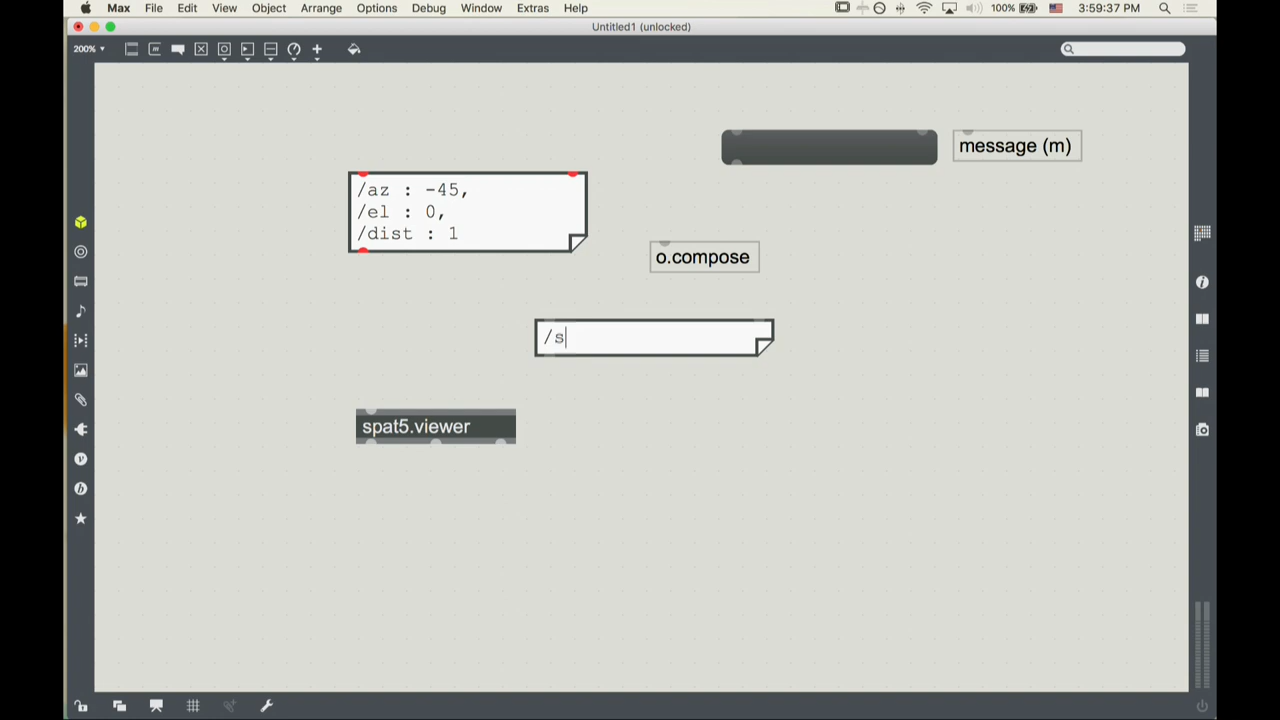 Max File Edit View Object Arrange Options Debug Window Extras Help 100% 3:59:37 PM
Untitled1 (unlocked)
200%
message (m)
/az : -45,
/el : 0,
/dist : 1
o.compose
/s
spat5.viewer